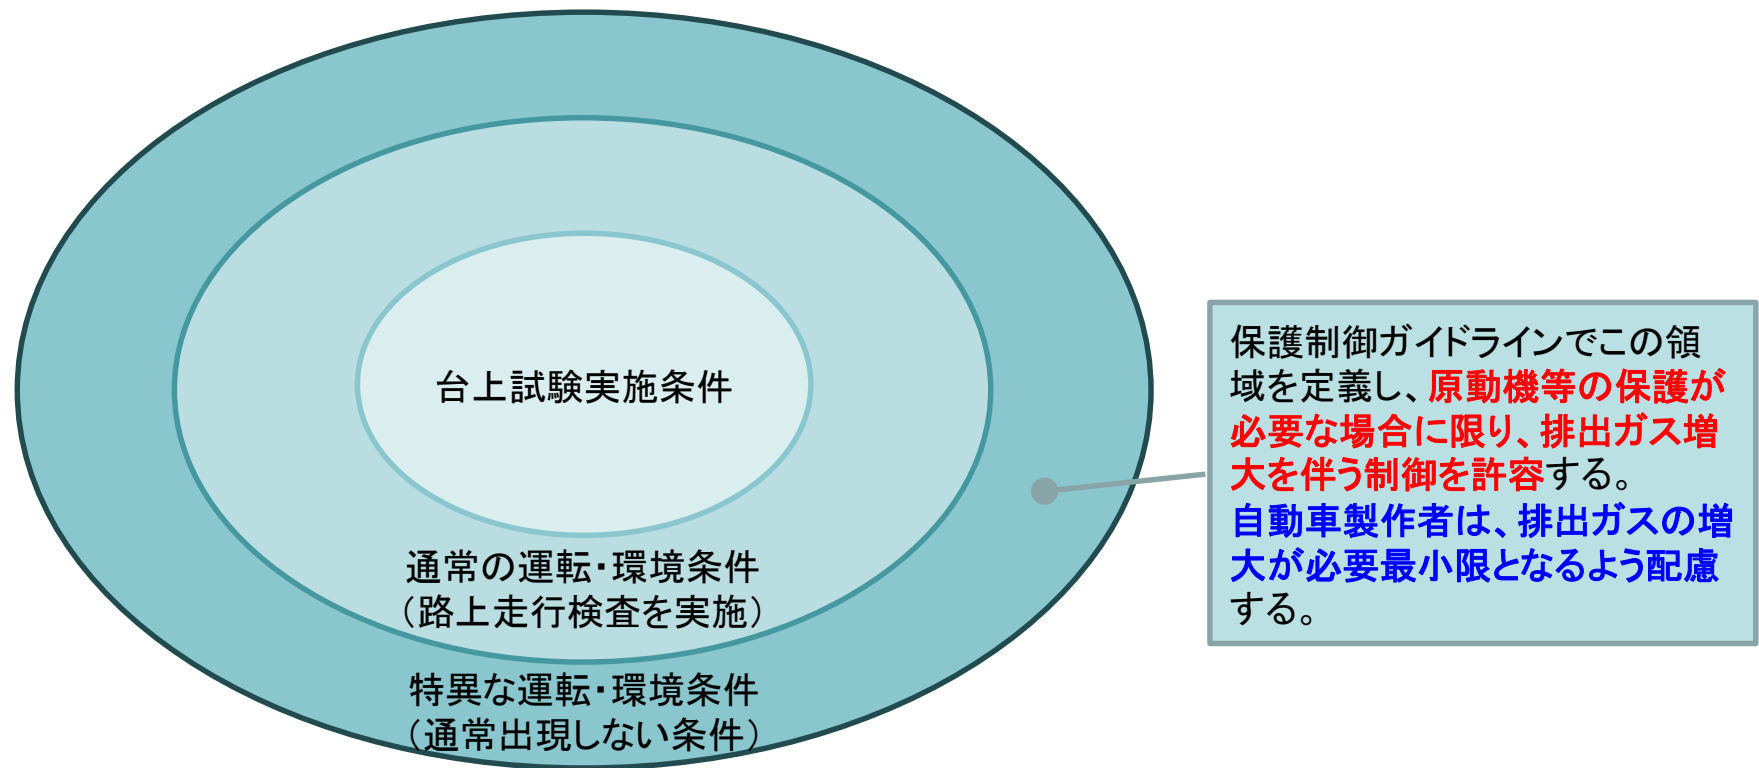 台上試験実施条件
通常の運転・環境条件
（路上走行検査を実施）
特異な運転・環境条件
（通常出現しない条件）
保護制御ガイドラインでこの領
域を定義し、原動機等の保護が
必要な場合に限り、排出ガス増
大を伴う制御を許容する。
自動車製作者は、排出ガスの増
大が必要最小限となるよう配慮
する。